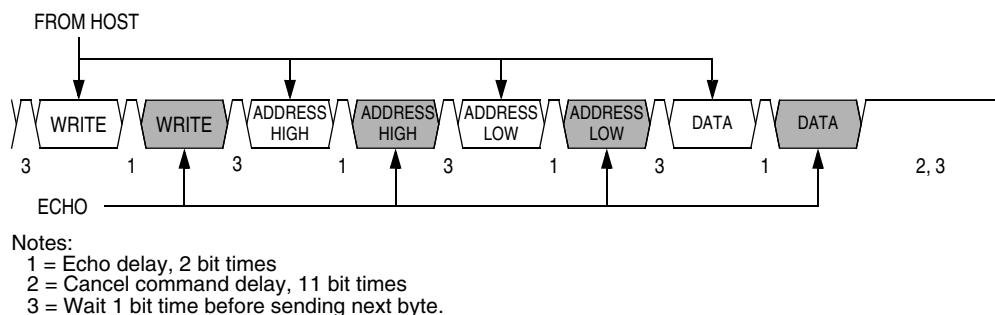 FROM HOST
WRITE WRITE ADDRESS HIGH ADDRESS HIGH ADDRESS LOW ADDRESS LOW DATA DATA
3 1 3 1 3 1 3 1 2, 3
ECHO
Notes:
1 = Echo delay, 2 bit times
2 = Cancel command delay, 11 bit times
3 = Wait 1 bit time before sending next byte.